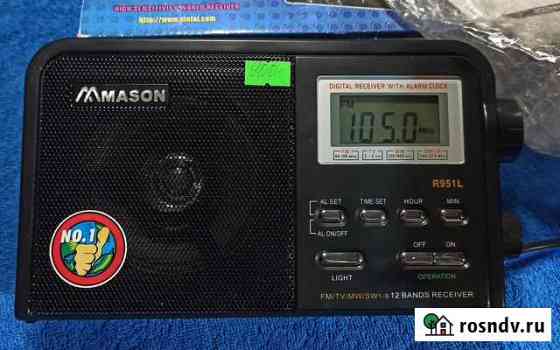 HIGH SENSITIVITY WORLD RECEIVER
MASON
DIGITAL RECEIVER WITH ALARM CLOCK
FM
105.0
MHz
R951L
AL SET
TIME SET
HOUR
MIN
AL ON/OFF
OFF
ON
LIGHT
OPERATION
NO.1
FM/TV/MW/SW1-9 12 BANDS RECEIVER
rosndv.ru